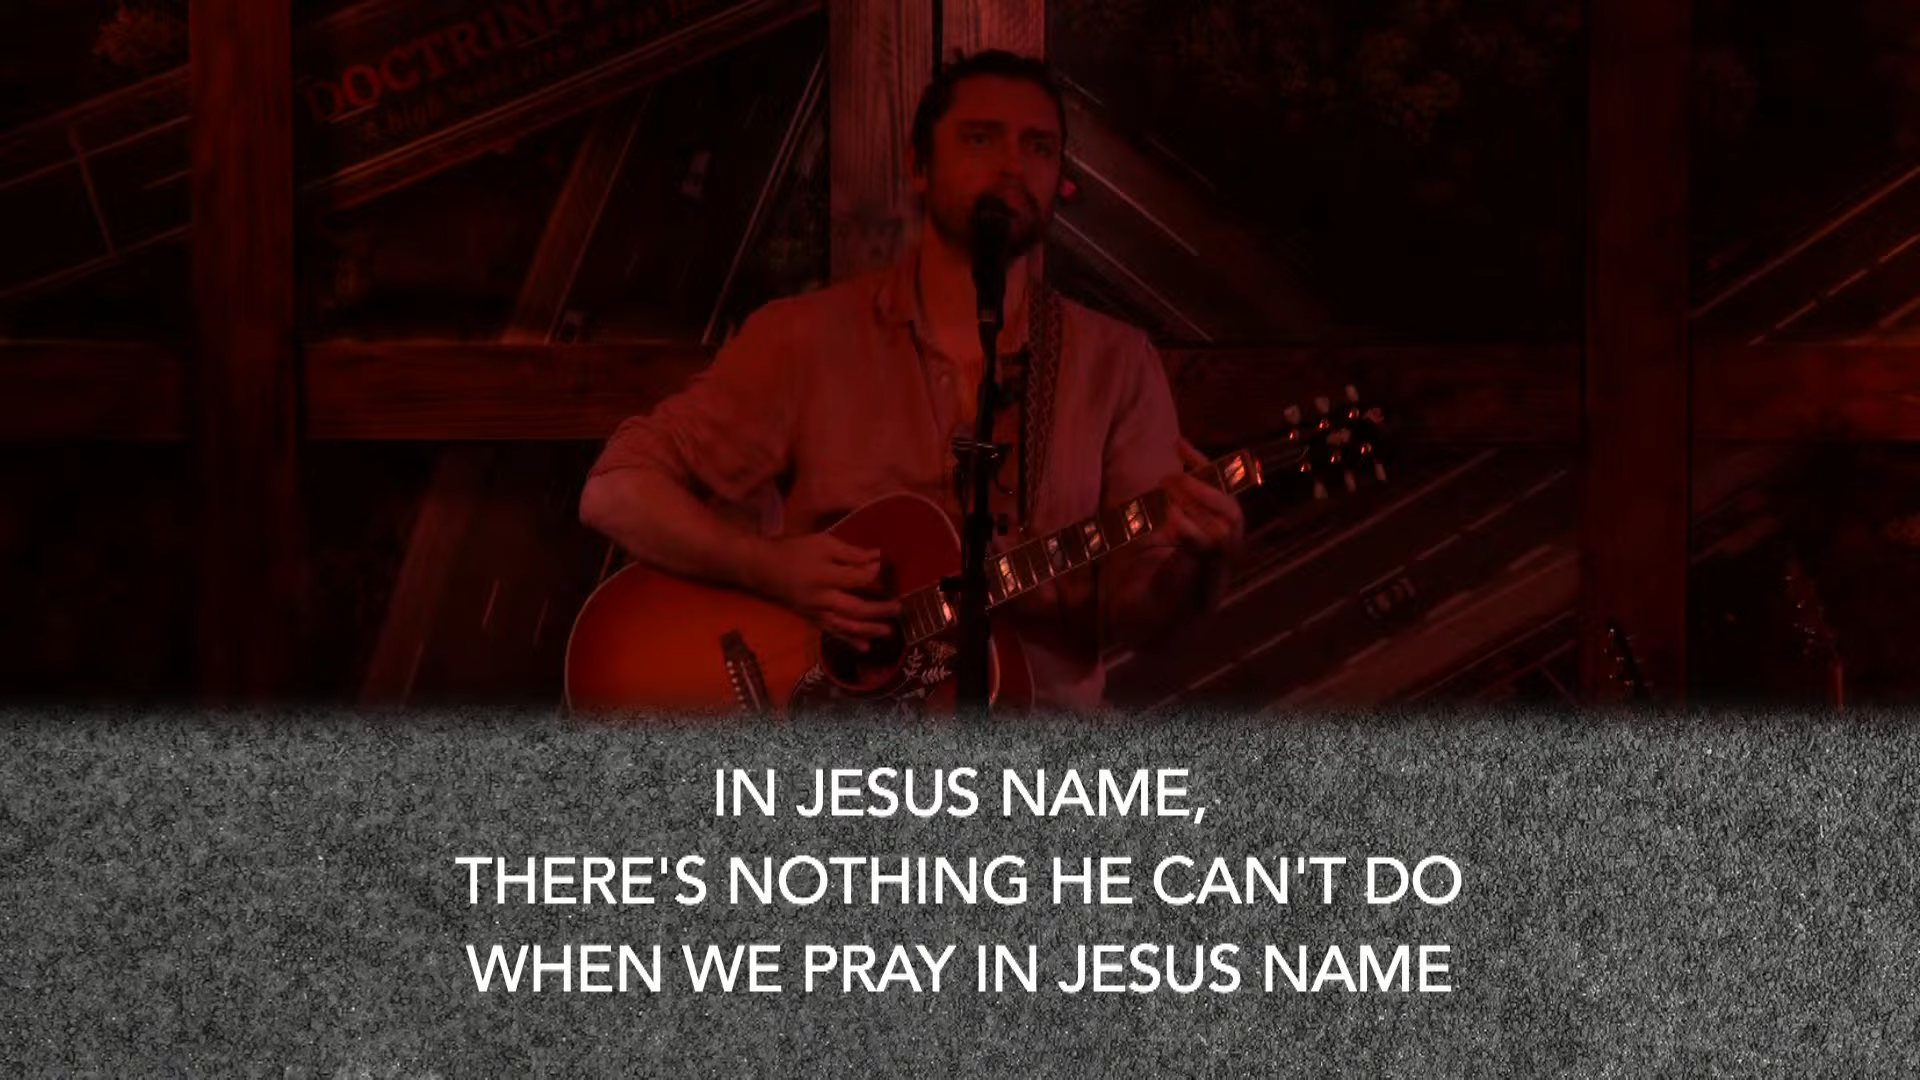 DOCTRINE
IN JESUS NAME,
THERE'S NOTHING HE CAN'T DO
WHEN WE PRAY IN JESUS NAME